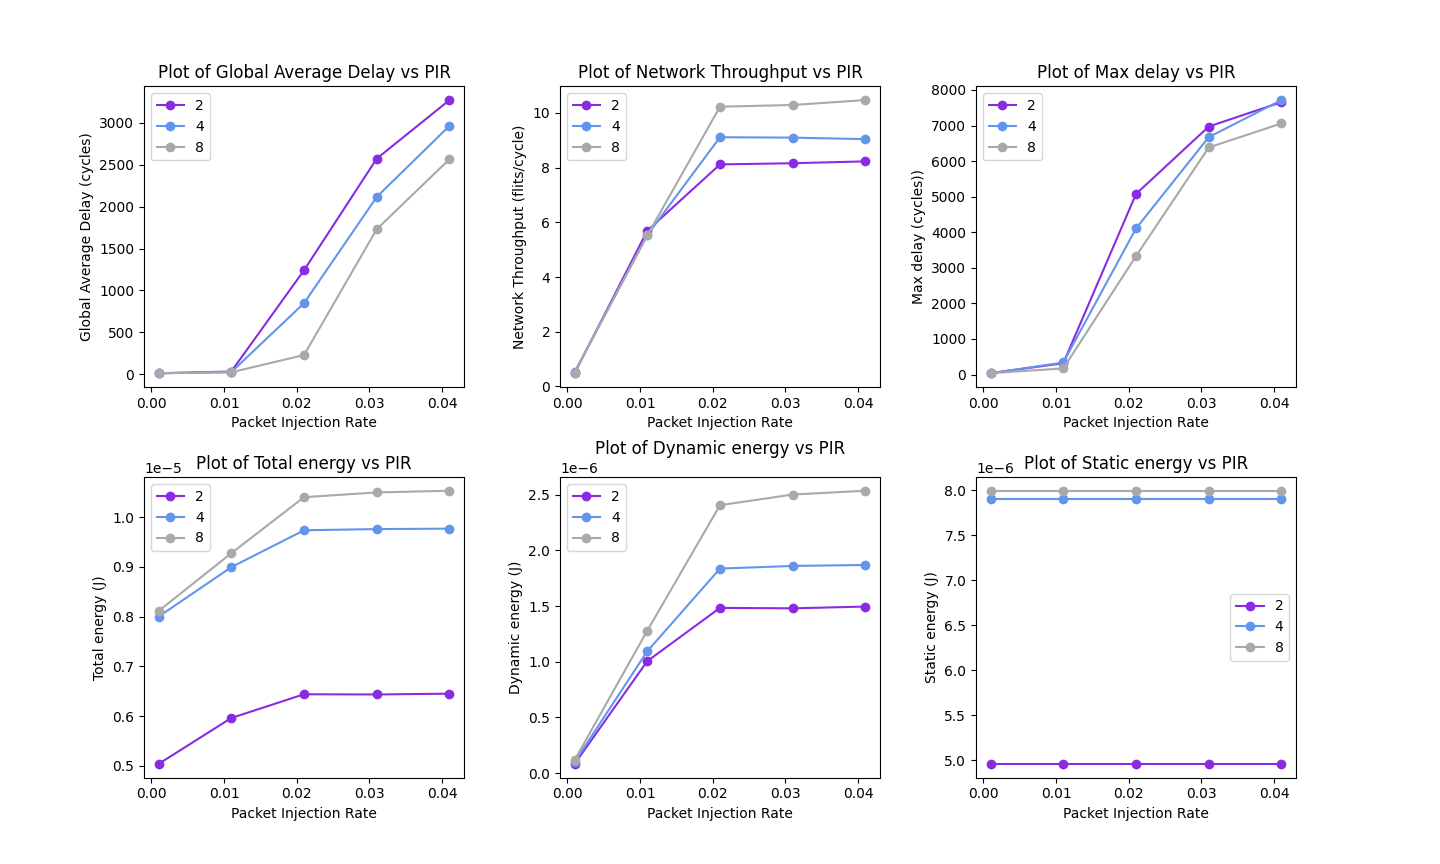 Plot of Global Average Delay vs PIR
Global Average Delay (cycles)
3000
2500
2000
1500
1000
500
0
2
4
8
0.00 0.01 0.02 0.03 0.04
Packet Injection Rate
Plot of Network Throughput vs PIR
Network Throughput (flits/cycle)
10
8
6
4
2
0
2
4
8
0.00 0.01 0.02 0.03 0.04
Packet Injection Rate
Plot of Max delay vs PIR
Max delay (cycles))
8000
7000
6000
5000
4000
3000
2000
1000
0
2
4
8
0.00 0.01 0.02 0.03 0.04
Packet Injection Rate
Plot of Total energy vs PIR
1e−5
Total energy (J)
1.0
0.9
0.8
0.7
0.6
0.5
2
4
8
0.00 0.01 0.02 0.03 0.04
Packet Injection Rate
Plot of Dynamic energy vs PIR
1e−6
Dynamic energy (J)
2.5
2.0
1.5
1.0
0.5
0.0
2
4
8
0.00 0.01 0.02 0.03 0.04
Packet Injection Rate
Plot of Static energy vs PIR
1e−6
Static energy (J)
8.0
7.5
7.0
6.5
6.0
5.5
5.0
2
4
8
0.00 0.01 0.02 0.03 0.04
Packet Injection Rate